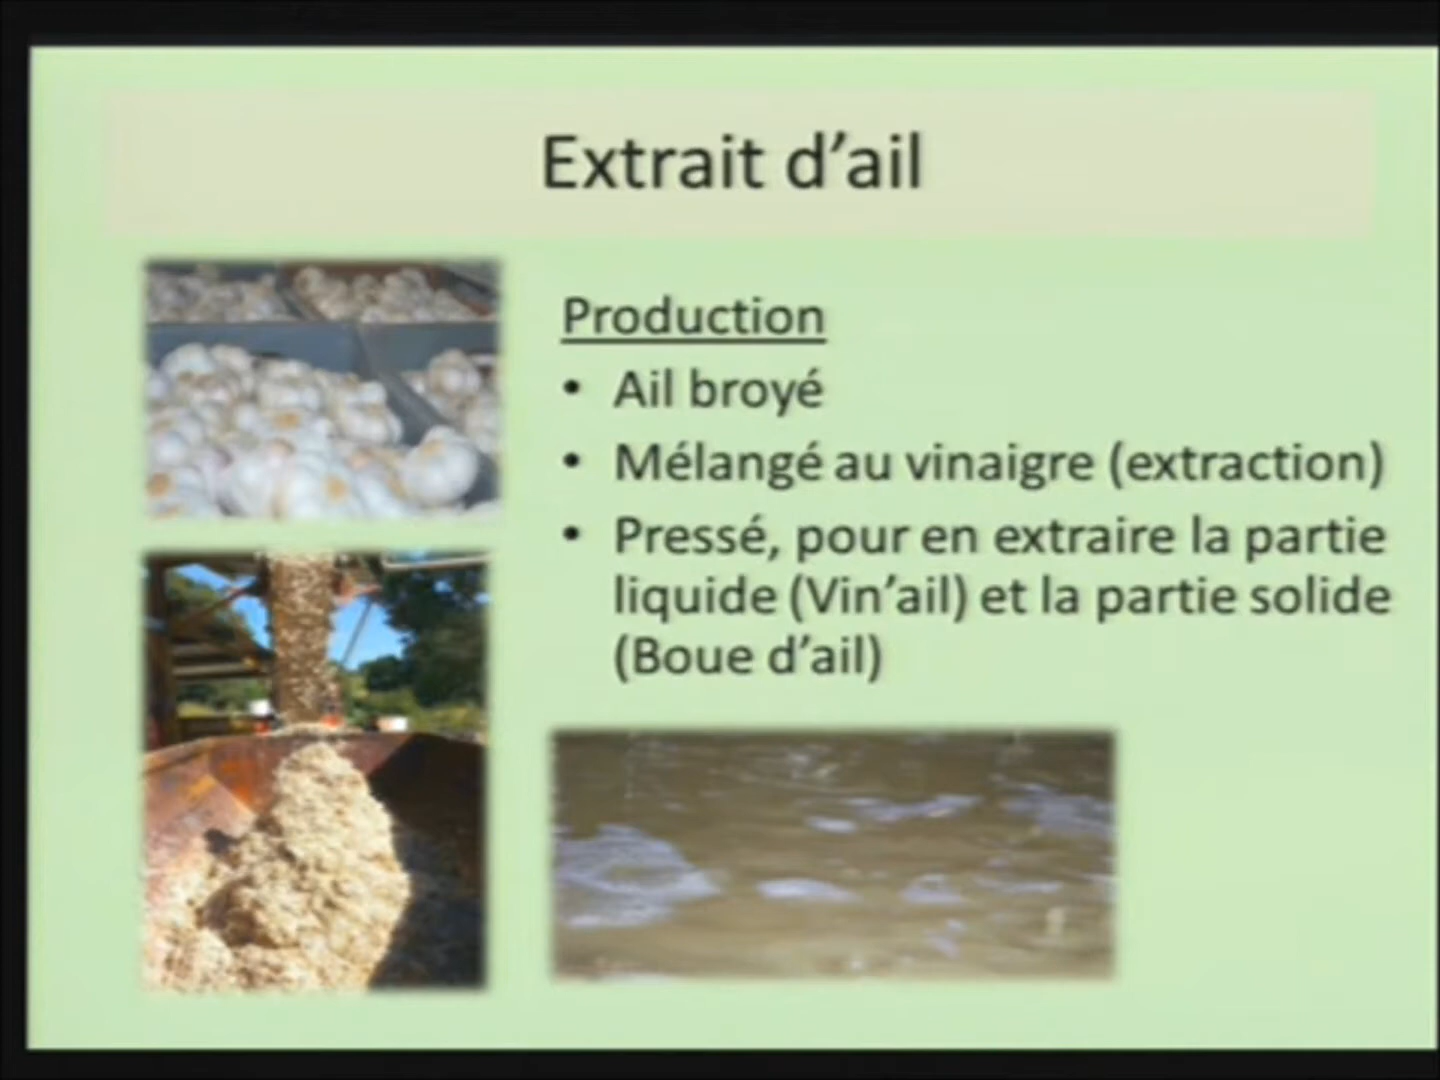 Extrait d’ail
Production
• Ail broyé
• Mélangé au vinaigre (extraction)
• Pressé, pour en extraire la partie
liquide (Vin’ail) et la partie solide
(Boue d’ail)